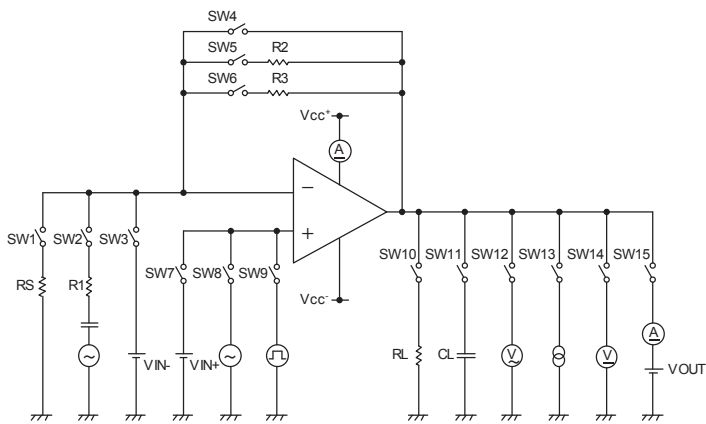 SW4
SW5 R2
SW6 R3
Vcc+
A
SW1 SW2 SW3
RS R1
VIN-
SW7 SW8 SW9
VIN+
Vcc-
SW10 SW11 SW12 SW13 SW14 SW15
RL CL V V A
VOUT